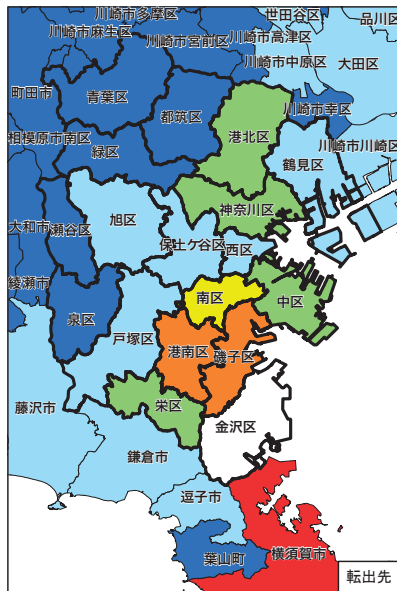 川崎市多摩区
世田谷区
品川区
川崎市麻生区
川崎市宮前区
川崎市高津区
川崎市中原区
大田区
町田市
青葉区
都筑区
川崎市幸区
港北区
相模原市南区
緑区
鶴見区
川崎市川崎区
神奈川区
大和市
瀬谷区
旭区
保土ケ谷区
西区
綾瀬市
泉区
南区
中区
戸塚区
港南区
磯子区
藤沢市
栄区
金沢区
鎌倉市
逗子市
葉山町
横須賀市
転出先